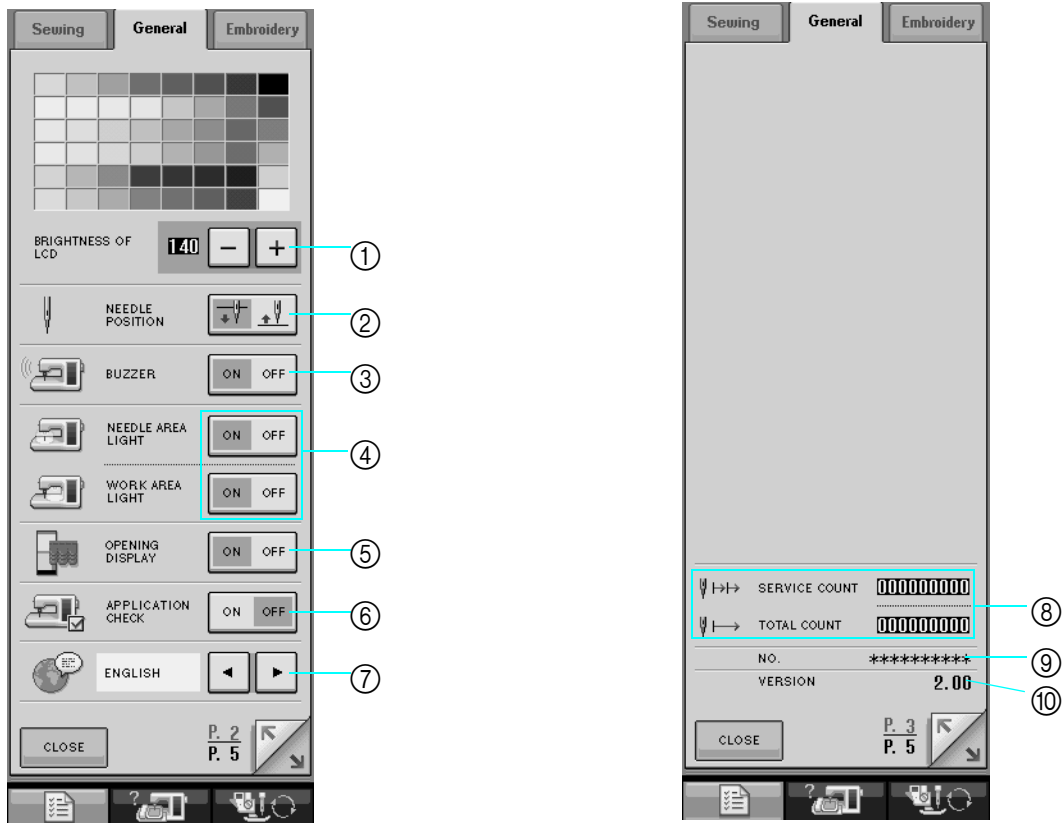 Sewing General Embroidery
BRIGHTNESS OF
LCD
140 - +
①
NEEDLE
POSITION
②
BUZZER
ON OFF
③
NEEDLE AREA
LIGHT
ON OFF
④
WORK AREA
LIGHT
ON OFF
OPENING
DISPLAY
ON OFF
⑤
APPLICATION
CHECK
ON OFF
⑥
ENGLISH
⑦
CLOSE
P. 2
P. 5
?
Sewing General Embroidery
SERVICE COUNT 000000000
TOTAL COUNT 000000000
⑧
NO. **********
⑨
VERSION 2.00
⑩
CLOSE
P. 3
P. 5
?